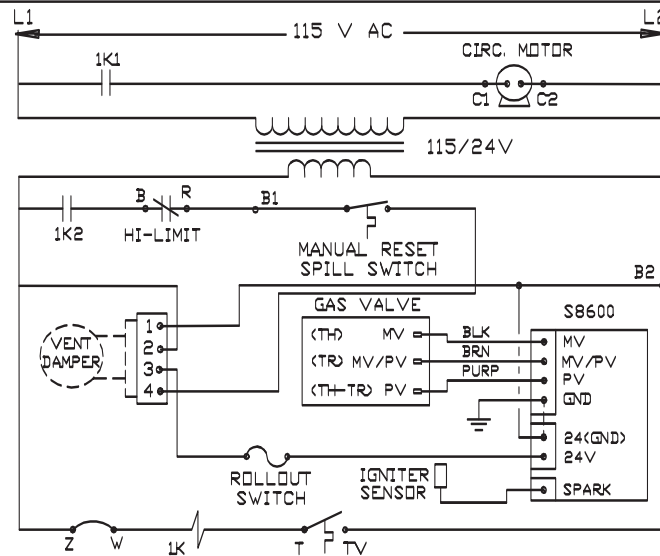 L1
115 V AC
L2
1K1
CIRC. MOTOR
C1
C2
115/24V
B
R
B1
1K2
HI-LIMIT
MANUAL RESET
SPILL SWITCH
B2
GAS VALVE
S8600
VENT
DAMPER
1
2
3
4
(TH) MV
(TR) MV/PV
(TH-TR) PV
BLK
BRN
PURP
MV
MV/PV
PV
GND
24(GND)
24V
ROLLOUT
SWITCH
IGNITER
SENSOR
SPARK
Z
W
1K
T
TV